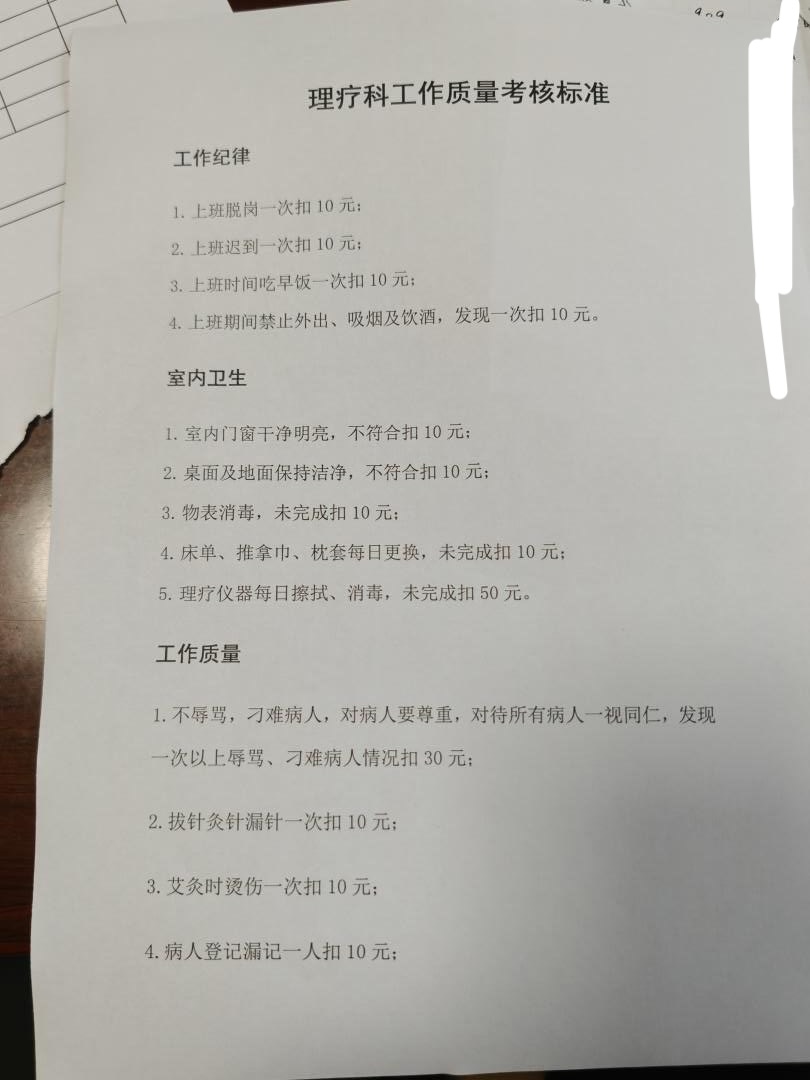 理疗科工作质量考核标准
工作纪律
1. 上班脱岗一次扣 10 元；
2. 上班迟到一次扣 10 元；
3. 上班时间吃早饭一次扣 10 元；
4. 上班期间禁止外出、吸烟及饮酒，发现一次扣 10 元。
室内卫生
1. 室内门窗干净明亮，不符合扣 10 元；
2. 桌面及地面保持洁净，不符合扣 10 元；
3. 物表消毒，未完成扣 10 元；
4. 床单、推拿巾、枕套每日更换，未完成扣 10 元；
5. 理疗仪器每日擦拭、消毒，未完成扣 50 元。
工作质量
1. 不辱骂，刁难病人，对病人要尊重，对待所有病人一视同仁，发现
一次以上辱骂、刁难病人情况扣 30 元；
2. 拔针灸针漏针一次扣 10 元；
3. 艾灸时烫伤一次扣 10 元；
4. 病人登记漏记一人扣 10 元；